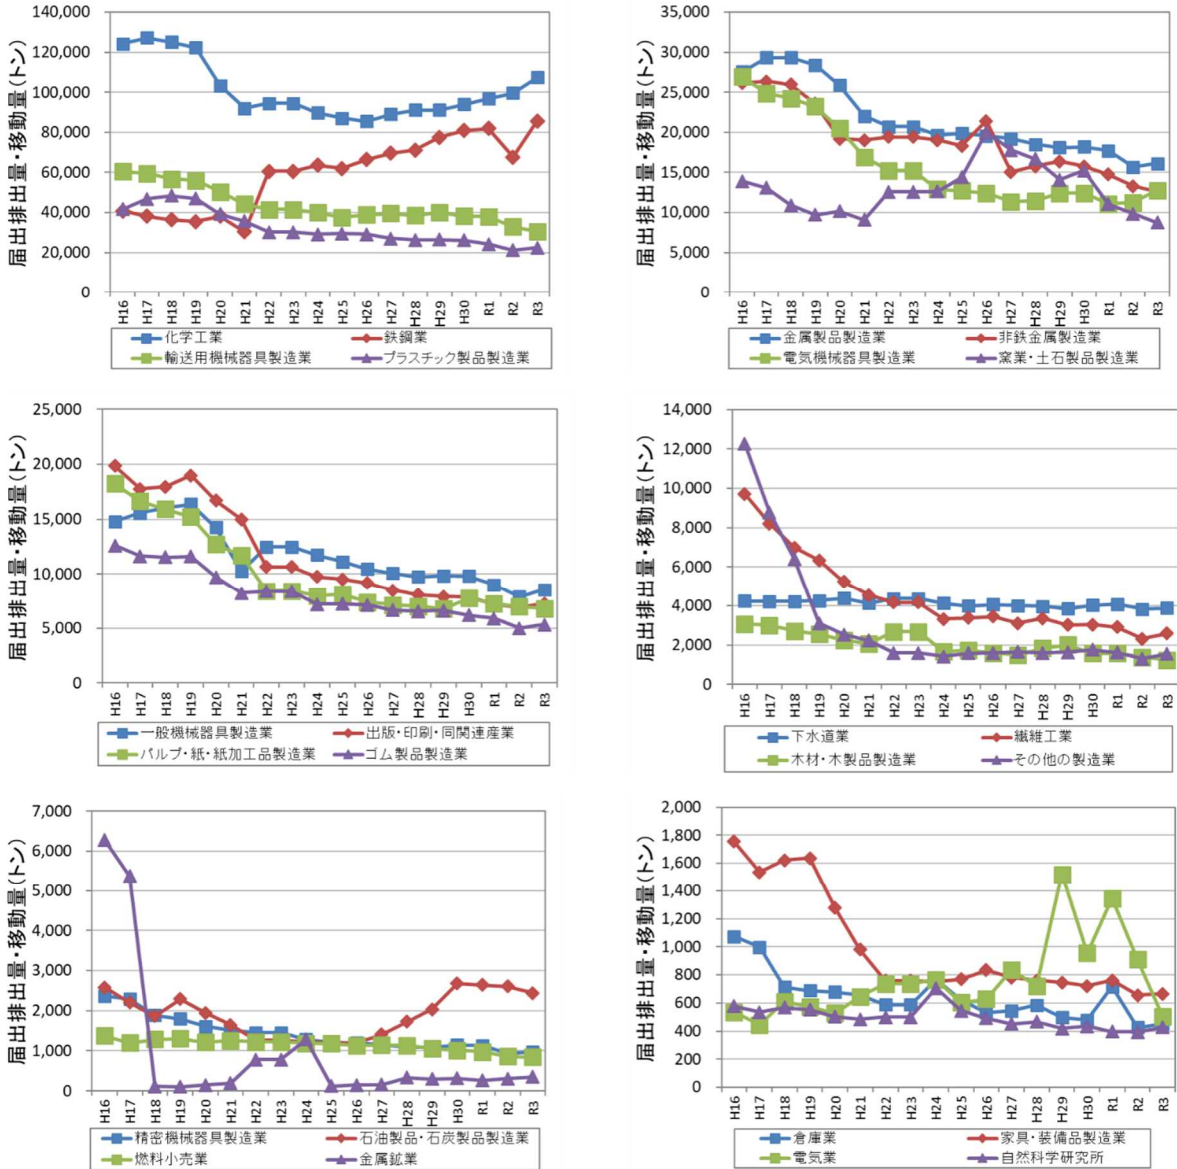 届出排出量・移動量(トン)
140,000
120,000
100,000
80,000
60,000
40,000
20,000
0
H16 H17 H18 H19 H20 H21 H22 H23 H24 H25 H26 H27 H28 H29 H30 R1 R2 R3
化学工業 鉄鋼業
輸送用機械器具製造業 プラスチック製品製造業
届出排出量・移動量(トン)
35,000
30,000
25,000
20,000
15,000
10,000
5,000
0
H16 H17 H18 H19 H20 H21 H22 H23 H24 H25 H26 H27 H28 H29 H30 R1 R2 R3
金属製品製造業 非鉄金属製造業
電気機械器具製造業 窯業・土石製品製造業
届出排出量・移動量(トン)
25,000
20,000
15,000
10,000
5,000
0
H16 H17 H18 H19 H20 H21 H22 H23 H24 H25 H26 H27 H28 H29 H30 R1 R2 R3
一般機械器具製造業 出版・印刷・同関連産業
パルプ・紙・紙加工品製造業 ゴム製品製造業
届出排出量・移動量(トン)
14,000
12,000
10,000
8,000
6,000
4,000
2,000
0
H16 H17 H18 H19 H20 H21 H22 H23 H24 H25 H26 H27 H28 H29 H30 R1 R2 R3
下水道業 繊維工業
木材・木製品製造業 その他の製造業
届出排出量・移動量(トン)
7,000
6,000
5,000
4,000
3,000
2,000
1,000
0
H16 H17 H18 H19 H20 H21 H22 H23 H24 H25 H26 H27 H28 H29 H30 R1 R2 R3
精密機械器具製造業 石油製品・石炭製品製造業
燃料小売業 金属鉱業
届出排出量・移動量(トン)
2,000
1,800
1,600
1,400
1,200
1,000
800
600
400
200
0
H16 H17 H18 H19 H20 H21 H22 H23 H24 H25 H26 H27 H28 H29 H30 R1 R2 R3
倉庫業 家具・装備品製造業
電気業 自然科学研究所